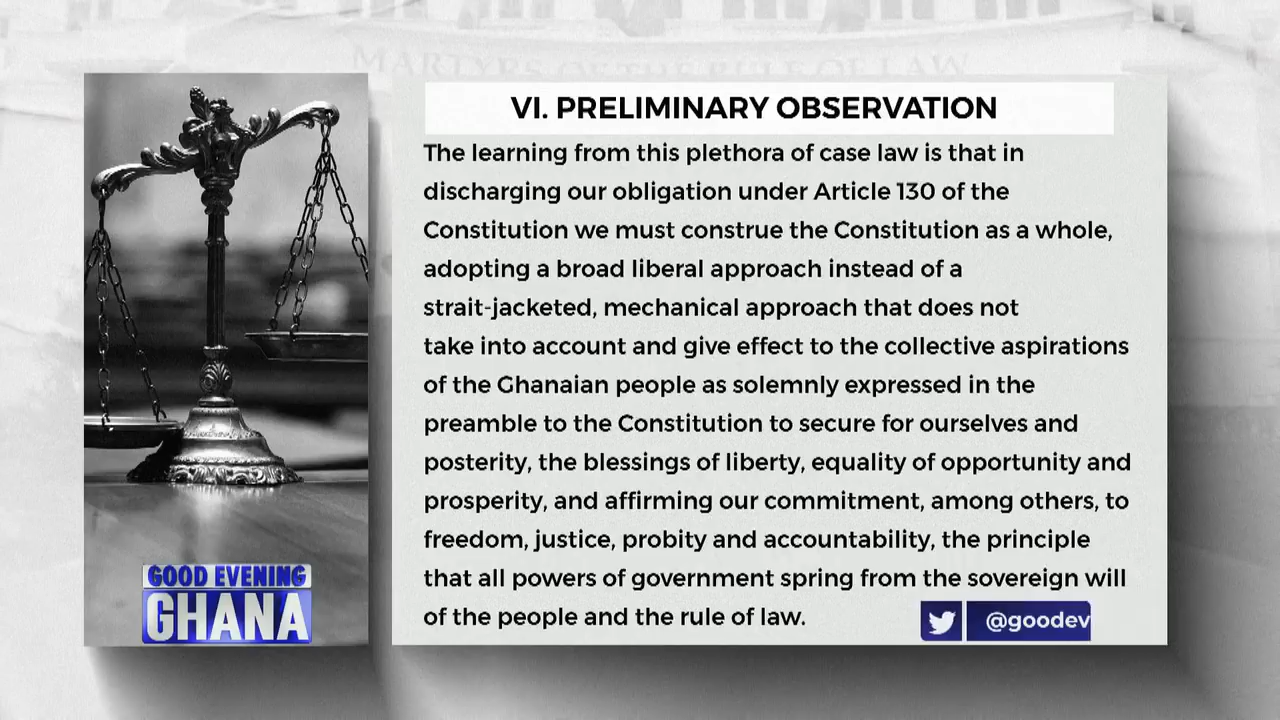 MARTYRS OF THE RULE OF LAW
VI. PRELIMINARY OBSERVATION
The learning from this plethora of case law is that in
discharging our obligation under Article 130 of the
Constitution we must construe the Constitution as a whole,
adopting a broad liberal approach instead of a
strait-jacketed, mechanical approach that does not
take into account and give effect to the collective aspirations
of the Ghanaian people as solemnly expressed in the
preamble to the Constitution to secure for ourselves and
posterity, the blessings of liberty, equality of opportunity and
prosperity, and affirming our commitment, among others, to
freedom, justice, probity and accountability, the principle
that all powers of government spring from the sovereign will
of the people and the rule of law.
GOOD EVENING
GHANA
@goodev